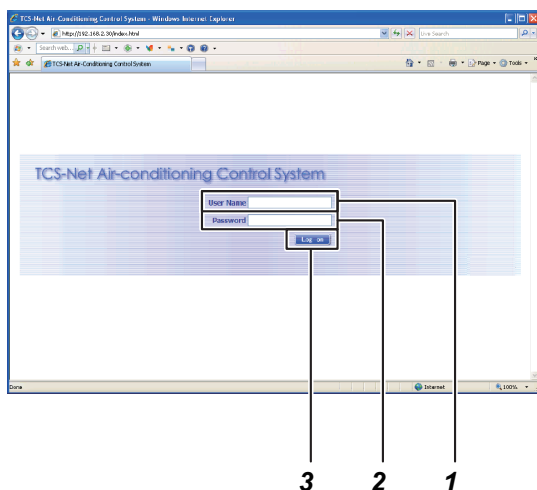 TCS-Net Air-Conditioning Control System - Windows Internet Explorer
http://192.168.2.30/index.html
Live Search
Search web...
TCS-Net Air-Conditioning Control System
Page
Tools
TCS-Net Air-conditioning Control System
User Name
Password
Log on
Done
Internet
100%
3 2 1